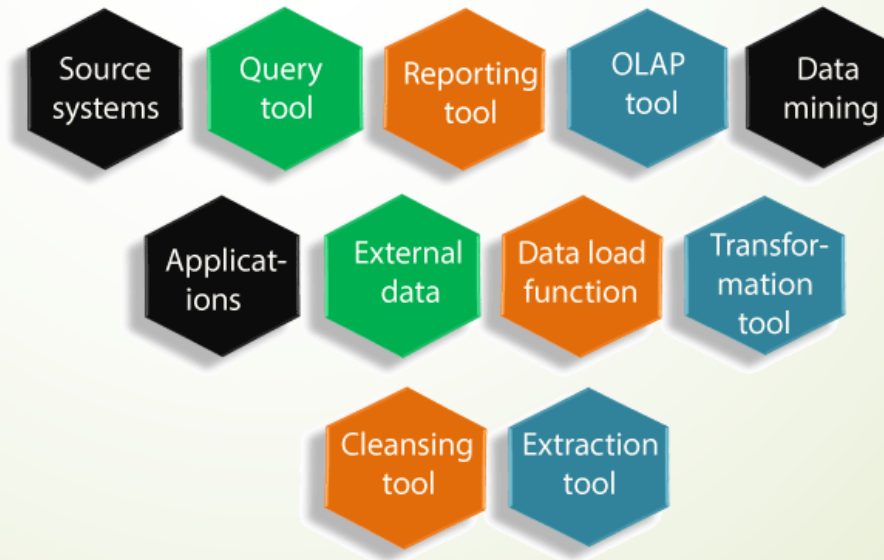 Source
systems
Query
tool
Reporting
tool
OLAP
tool
Data
mining
Applicat-
ions
External
data
Data load
function
Transfor-
mation
tool
Cleansing
tool
Extraction
tool